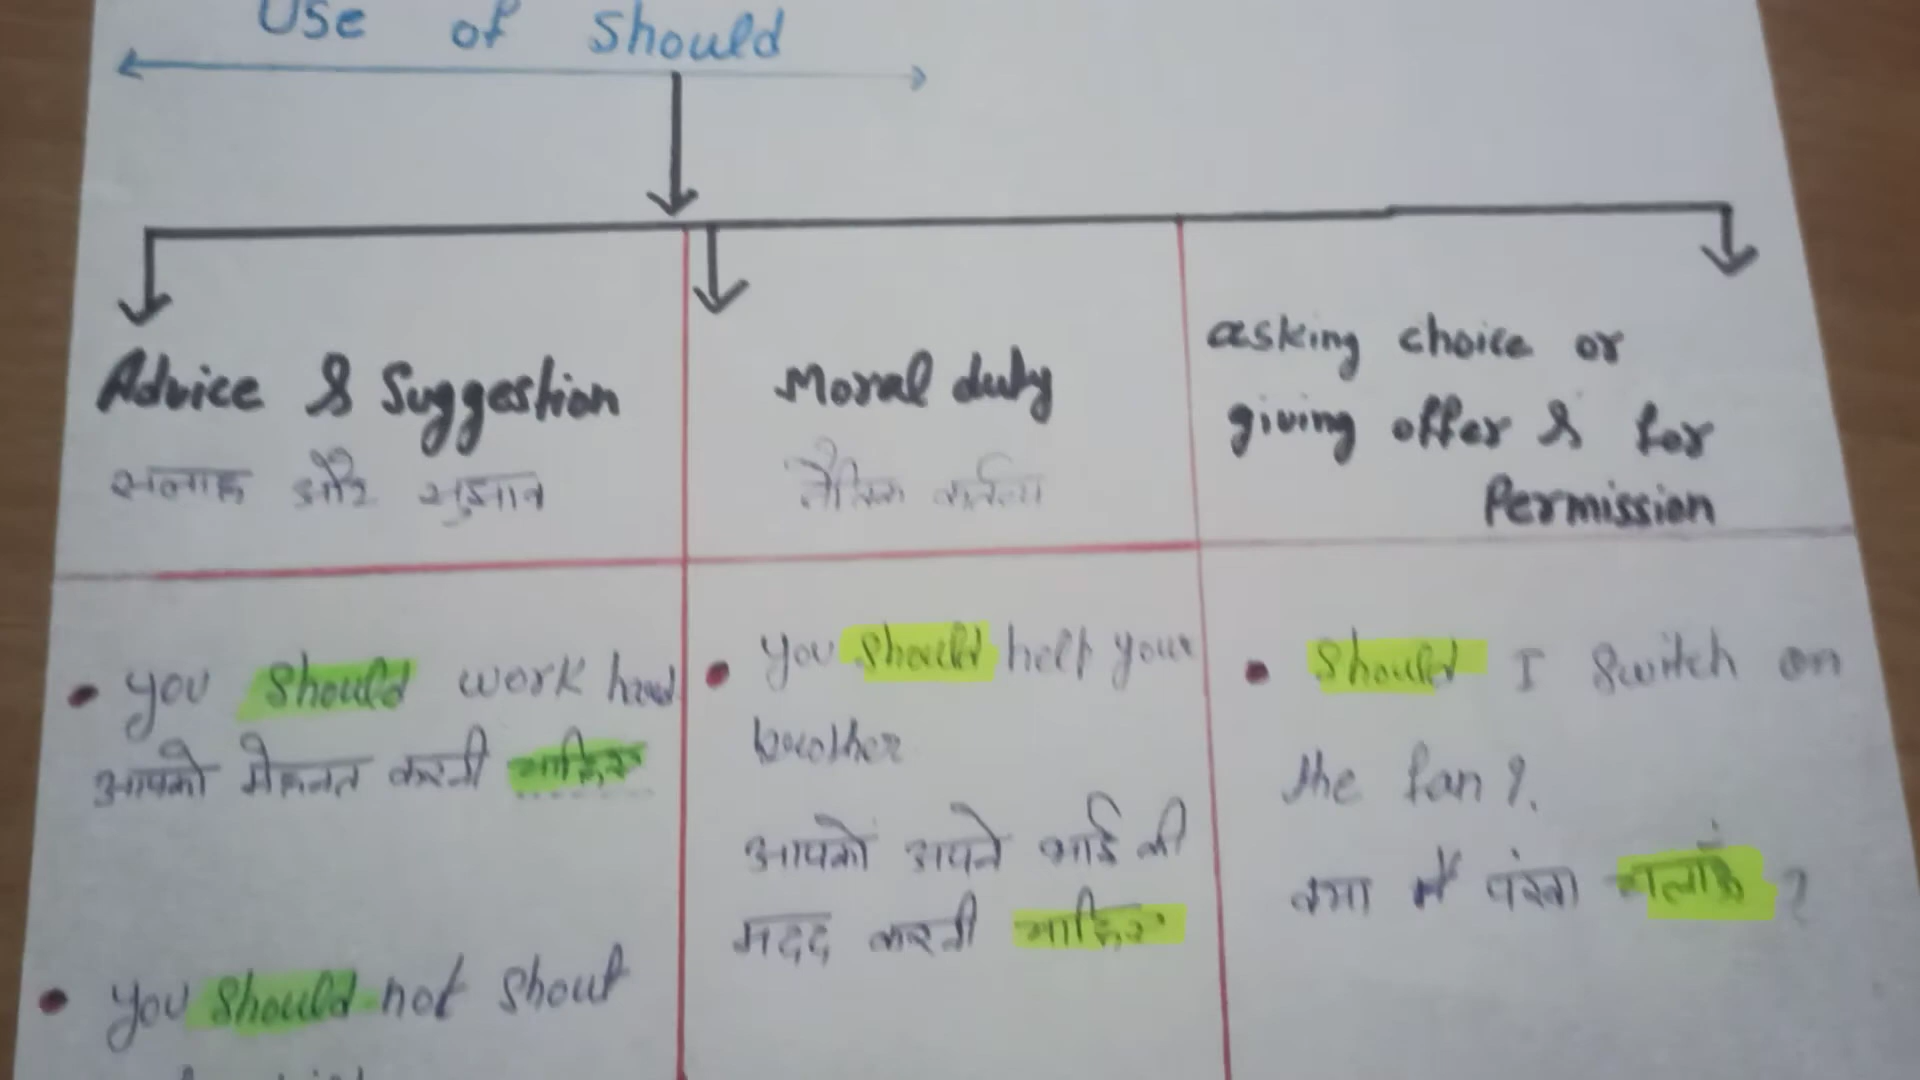 Use of Should
Advice & Suggestion
सलाह और सुझाव
Moral duty
नैतिक कर्तव्य
asking choice or
giving offer & for
Permission
• you should work hard
आपको मेहनत करनी चाहिए
• you should not shout
• you should help your
brother
आपको अपने भाई की
मदद करनी चाहिए
• Should I Switch on
the fan ?.
क्या मैं पंखा चलाऊँ ?